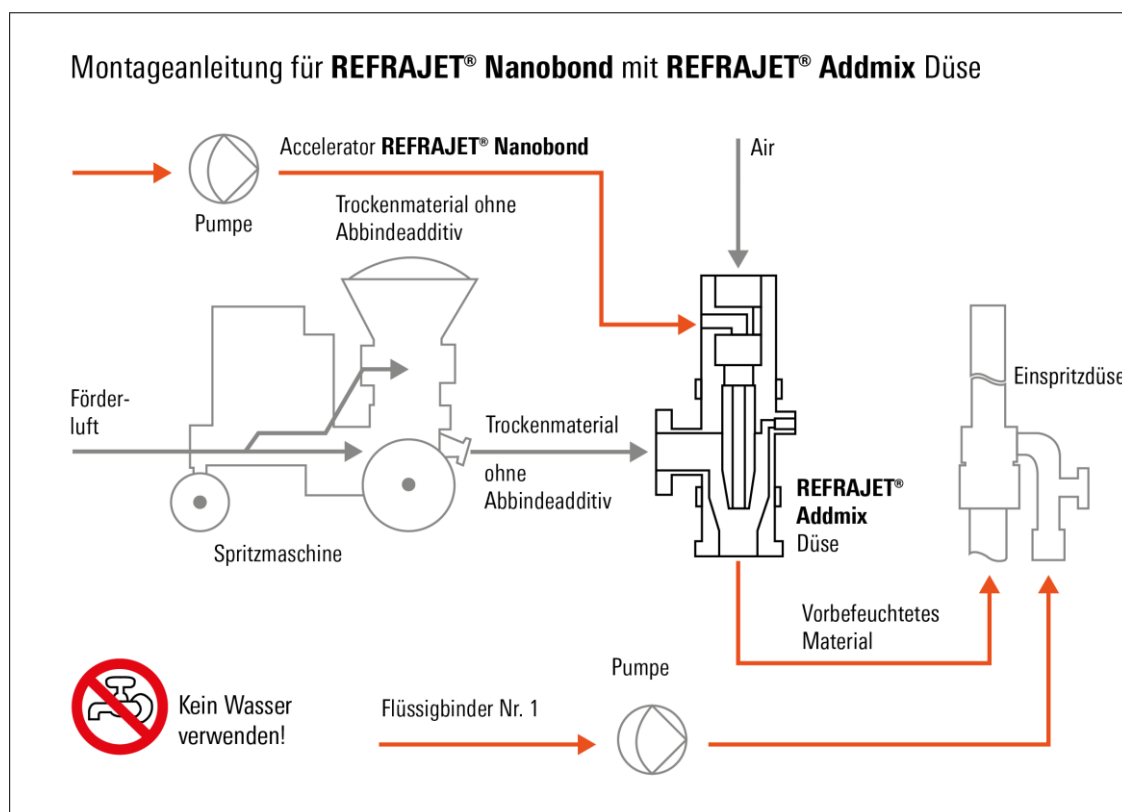 Montageanleitung für REFRAJET® Nanobond mit REFRAJET® Addmix Düse
Accelerator REFRAJET® Nanobond
Air
Pumpe
Trockenmaterial ohne
Abbindeadditiv
Einspritzdüse
Förder-
luft
Trockenmaterial
ohne
Abbindeadditiv
REFRAJET®
Addmix
Düse
Spritzmaschine
Vorbefeuchtetes
Material
Pumpe
Kein Wasser
verwenden!
Flüssigbinder Nr. 1